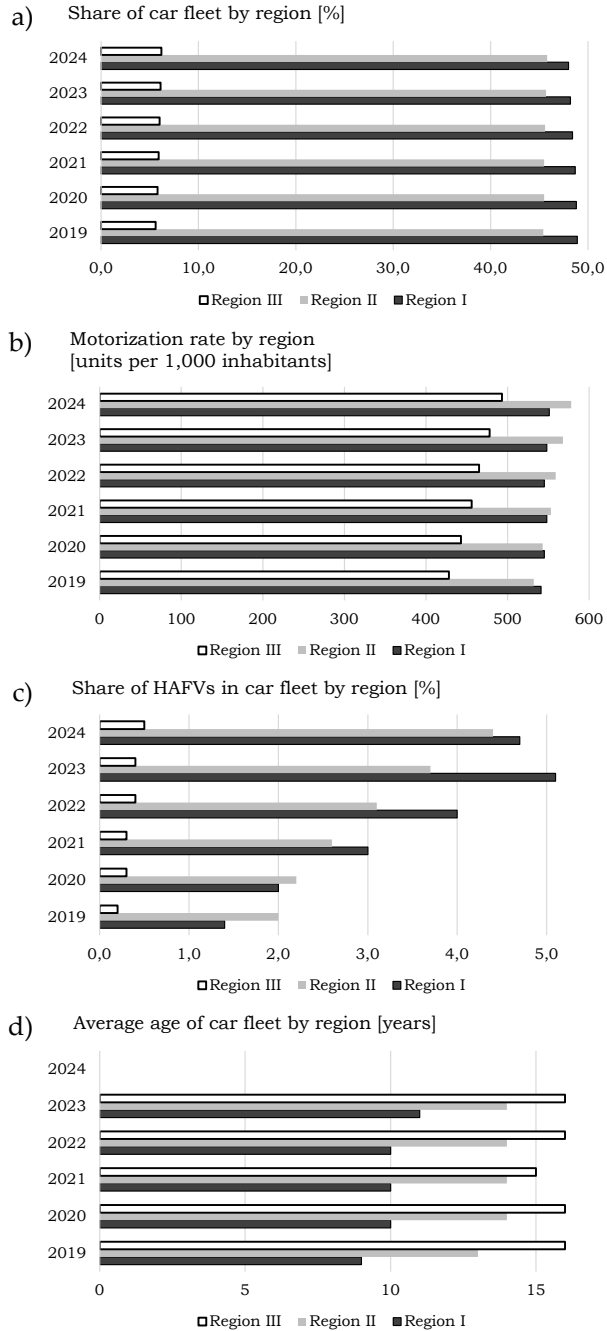 a) Share of car fleet by region [%]
2024
2023
2022
2021
2020
2019
0,0 10,0 20,0 30,0 40,0 50,0
Region III Region II Region I
b) Motorization rate by region
[units per 1,000 inhabitants]
2024
2023
2022
2021
2020
2019
0 100 200 300 400 500 600
Region III Region II Region I
c) Share of HAFVs in car fleet by region [%]
2024
2023
2022
2021
2020
2019
0,0 1,0 2,0 3,0 4,0 5,0
Region III Region II Region I
d) Average age of car fleet by region [years]
2024
2023
2022
2021
2020
2019
0 5 10 15
Region III Region II Region I